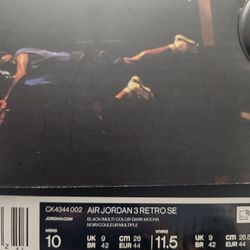 CK4344 002 AIR JORDAN 3 RETRO SE
JORDAN.COM BLACK/MULTI-COLOR-DARK MOCHA
NOIR/COULEUR MULTIPLE
MENS 10 UK 9 CM 28 WMNS 11.5 UK 9 CM 28
BR 42 EUR 44 BR 42 EUR 44